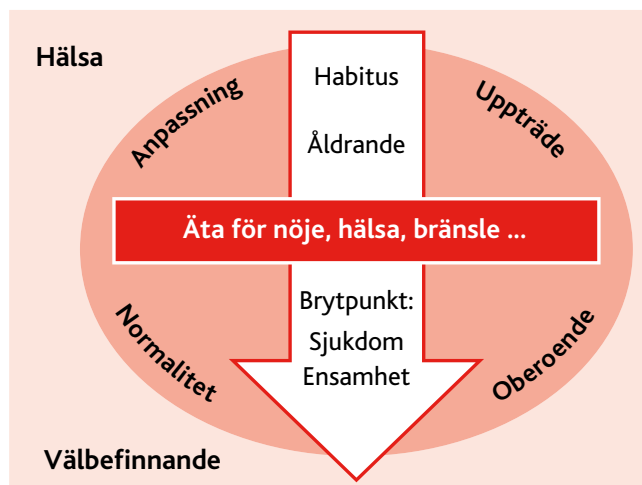 Hälsa
Anpassning
Habitus
Uppträde
Åldrande
Äta för nöje, hälsa, bränsle ...
Normalitet
Brytpunkt:
Sjukdom
Ensamhet
Oberoende
Välbefinnande